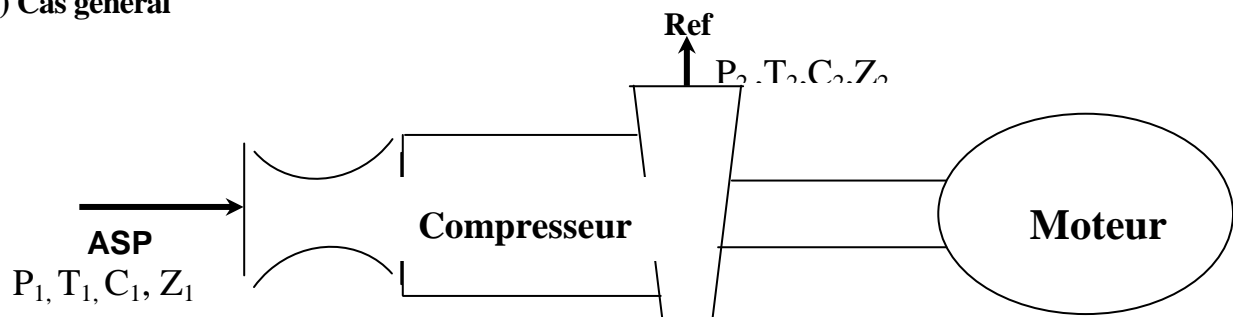 ) Cas général
Ref
P₂,T₂,C₂,Z₂
Compresseur
Moteur
ASP
P₁, T₁, C₁, Z₁